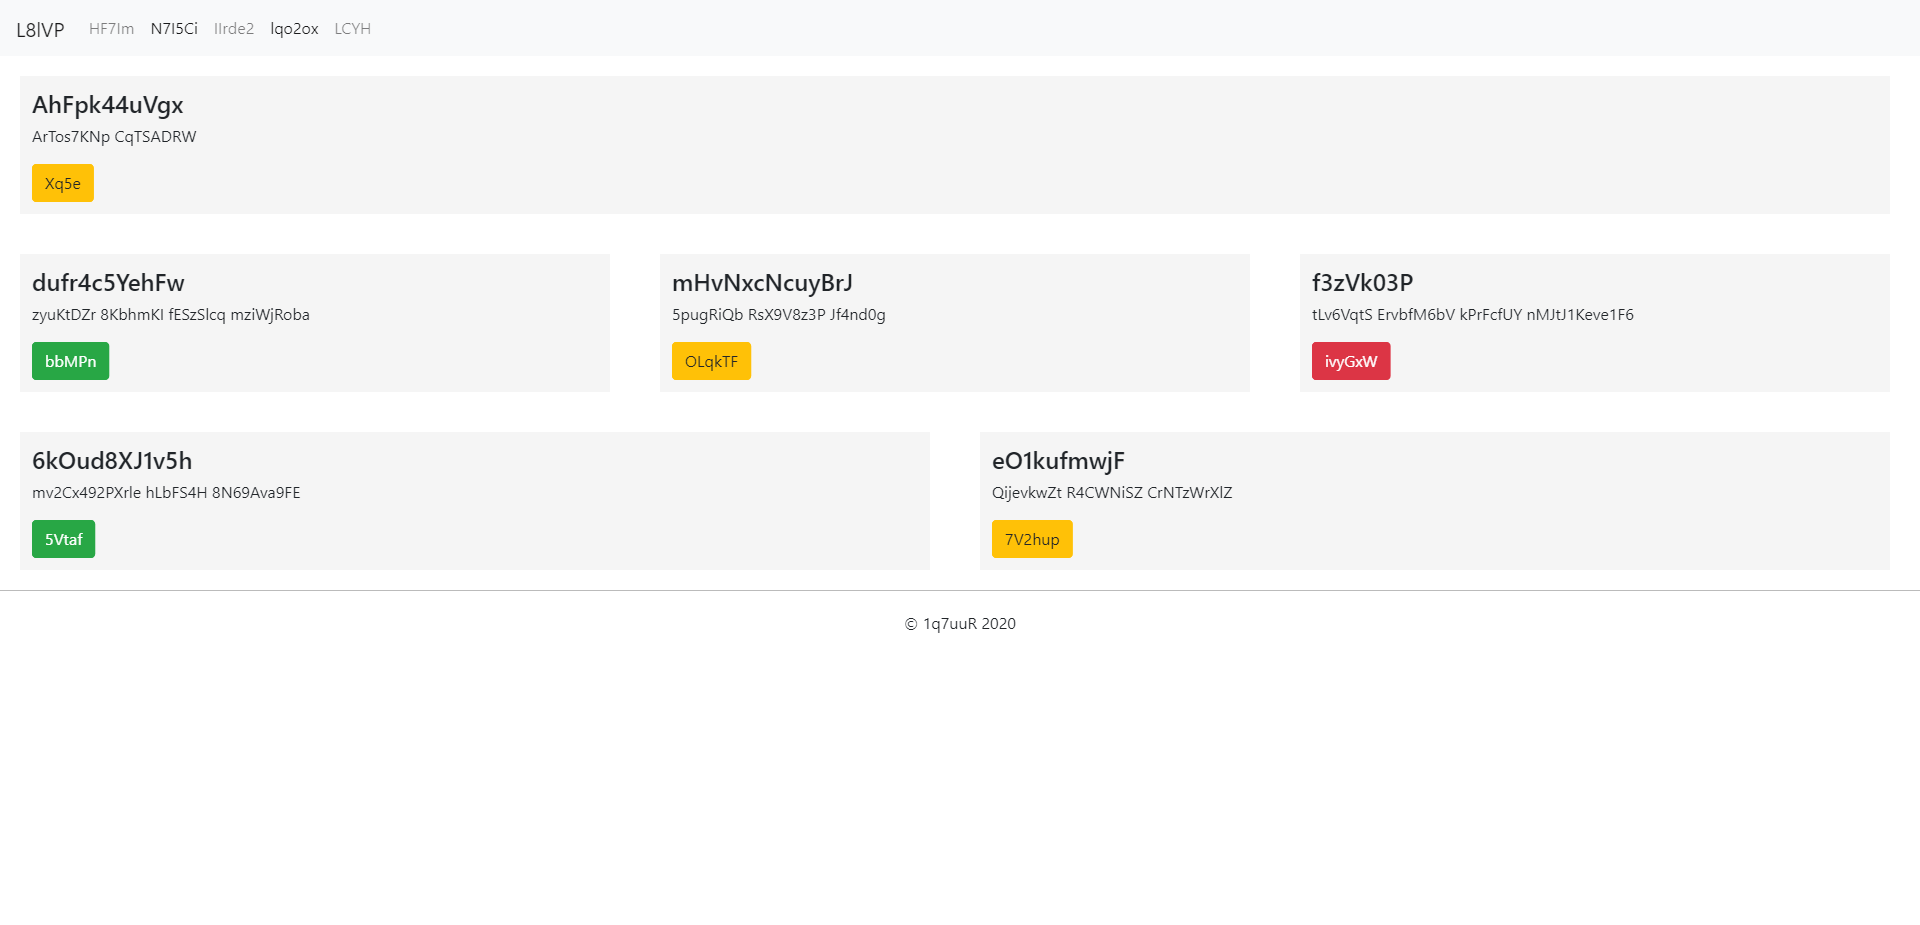 L8lVP HF7Im N7I5Ci IIrde2 lqo2ox LCYH
AhFpk44uVgx
ArTos7KNp CqTSADRW
Xq5e
dufr4c5YehFw
zyuKtDZr 8KbhmKI fESzSlcq mziWjRoba
bbMPn
mHvNxcNcuyBrJ
5pugRiQb RsX9V8z3P Jf4nd0g
OLqkTF
f3zVk03P
tLv6VqtS ErvbfM6bV kPrFcfUY nMJtJ1Keve1F6
ivyGxW
6kOud8XJ1v5h
mv2Cx492PXrle hLbFS4H 8N69Ava9FE
5Vtaf
eO1kufmwjF
QijevkwZt R4CWNiSZ CrNTzWrXlZ
7V2hup
© 1q7uuR 2020